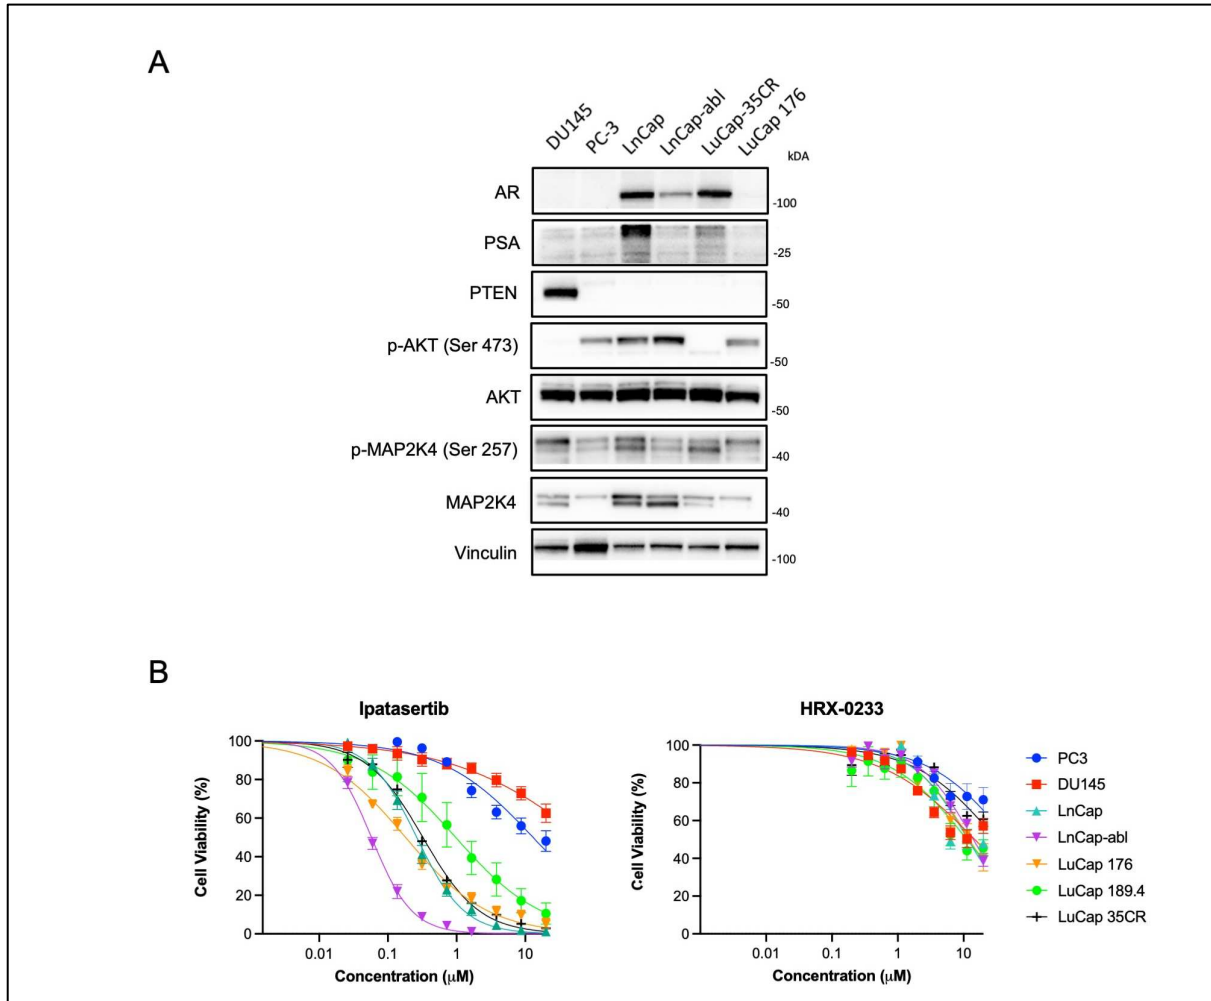 A
DU145
PC-3
LnCap
LnCap-abl
LuCap-35CR
LuCap 176
kDA
AR
-100
PSA
-25
PTEN
-50
p-AKT (Ser 473)
-50
AKT
-50
p-MAP2K4 (Ser 257)
-40
MAP2K4
-40
Vinculin
-100
B
Ipatasertib
Cell Viability (%)
100
80
60
40
20
0
0.01 0.1 1 10
Concentration (μM)
HRX-0233
Cell Viability (%)
100
80
60
40
20
0
0.01 0.1 1 10
Concentration (μM)
PC3
DU145
LnCap
LnCap-abl
LuCap 176
LuCap 189.4
LuCap 35CR